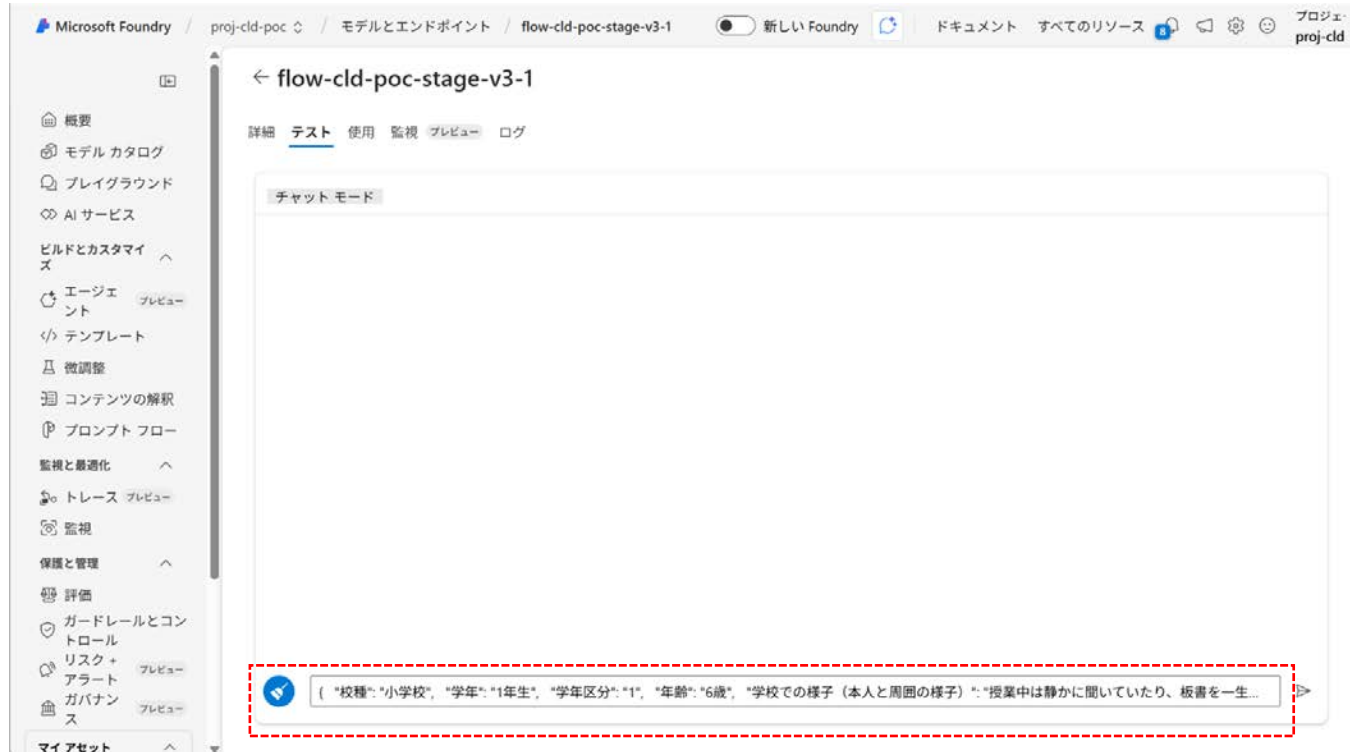 Microsoft Foundry / proj-cld-poc / モデルとエンドポイント / flow-cld-poc-stage-v3-1 新しい Foundry ドキュメント すべてのリソース 8 プロジェ
proj-cld
← flow-cld-poc-stage-v3-1
詳細 テスト 使用 監視 プレビュー ログ
チャット モード
概要
モデル カタログ
プレイグラウンド
AI サービス
ビルドとカスタマイ
ズ
エージェ
ント プレビュー
テンプレート
微調整
コンテンツの解釈
プロンプト フロー
監視と最適化
トレース プレビュー
監視
保護と管理
評価
ガードレールとコン
トロール
リスク +
アラート プレビュー
ガバナン
ス プレビュー
マイ アセット
{ "校種": "小学校", "学年": "1年生", "学年区分": "1", "年齢": "6歳", "学校での様子（本人と周囲の様子）": "授業中は静かに聞いていたり、板書を一生...